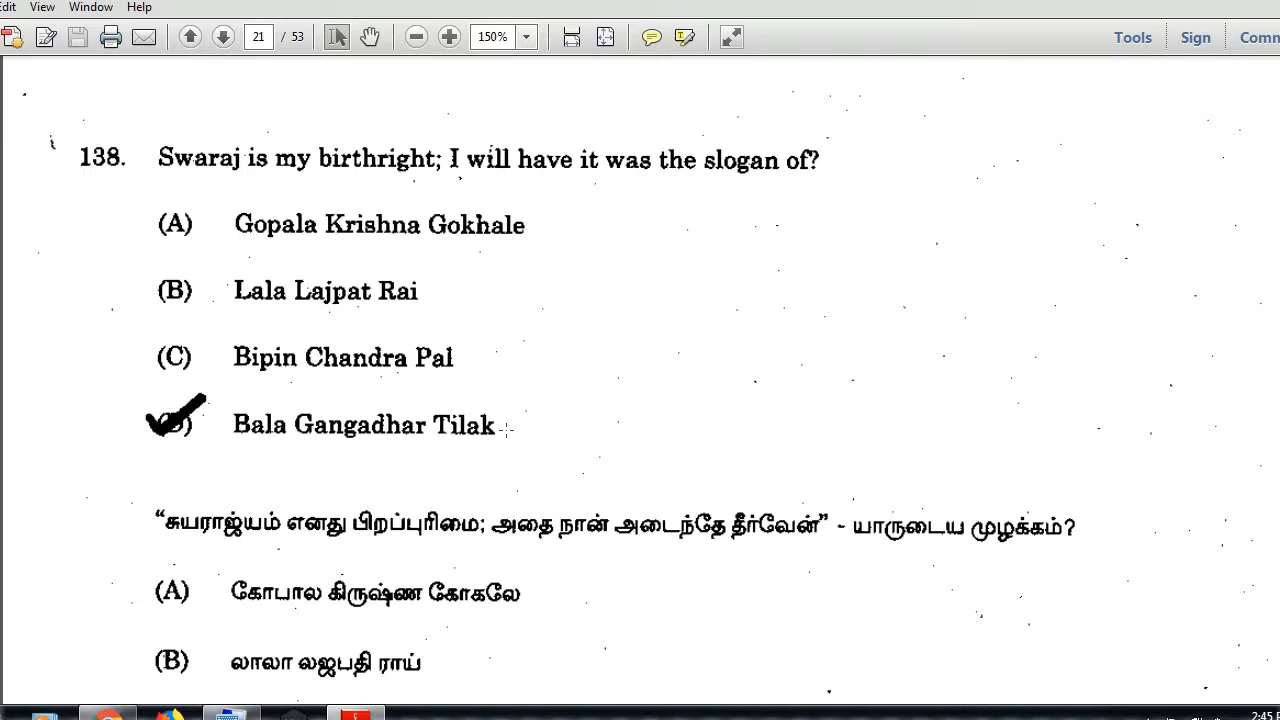 Edit View Window Help
21 / 53 150% Tools Sign Comm
138. Swaraj is my birthright; I will have it was the slogan of?
(A) Gopala Krishna Gokhale
(B) Lala Lajpat Rai
(C) Bipin Chandra Pal
(D) Bala Gangadhar Tilak
“சுயராஜ்யம் எனது பிறப்புரிமை; அதை நான் அடைந்தே தீர்வேன்” - யாருடைய முழக்கம்?
(A) கோபால கிருஷ்ண கோகலே
(B) லாலா லஜபதி ராய்